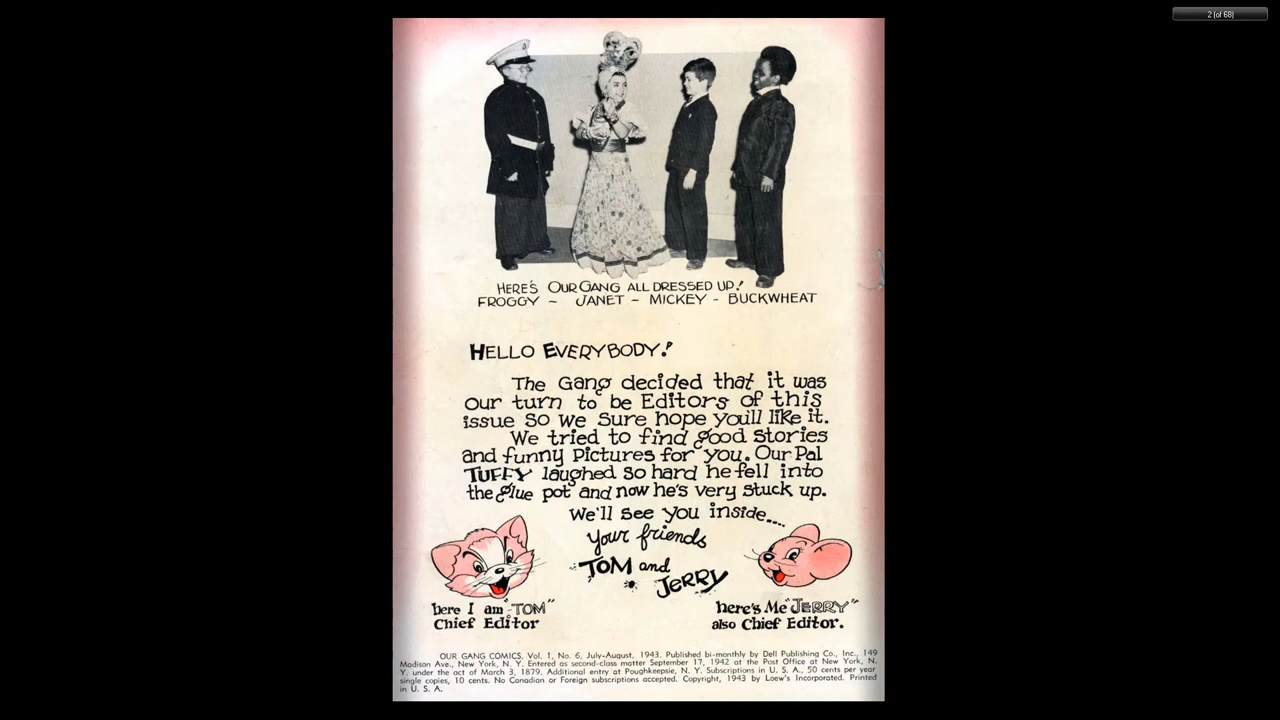 2 (of 68)
HERE'S OUR GANG ALL DRESSED UP!
FROGGY ~ JANET ~ MICKEY - BUCKWHEAT
HELLO EVERYBODY!
The Gang decided that it was
our turn to be Editors of this
issue so we sure hope you'll like it.
We tried to find good stories
and funny pictures for you. Our Pal
TUFFY laughed so hard he fell into
the glue pot and now he's very stuck up.
We'll see you inside....
your friends
TOM and
JERRY
here I am "TOM"
Chief Editor
here's Me "JERRY"
also Chief Editor.
OUR GANG COMICS, Vol. 1, No. 6, July-August, 1943. Published bi-monthly by Dell Publishing Co., Inc., 149
Madison Ave., New York, N. Y. Entered as second-class matter September 17, 1942 at the Post Office at New York, N.
Y. under the act of March 3, 1879. Additional entry at Poughkeepsie, N. Y. Subscriptions in U. S. A., 50 cents per year
single copies, 10 cents. No Canadian or Foreign subscriptions accepted. Copyright, 1943 by Loew's Incorporated. Printed
in U. S. A.